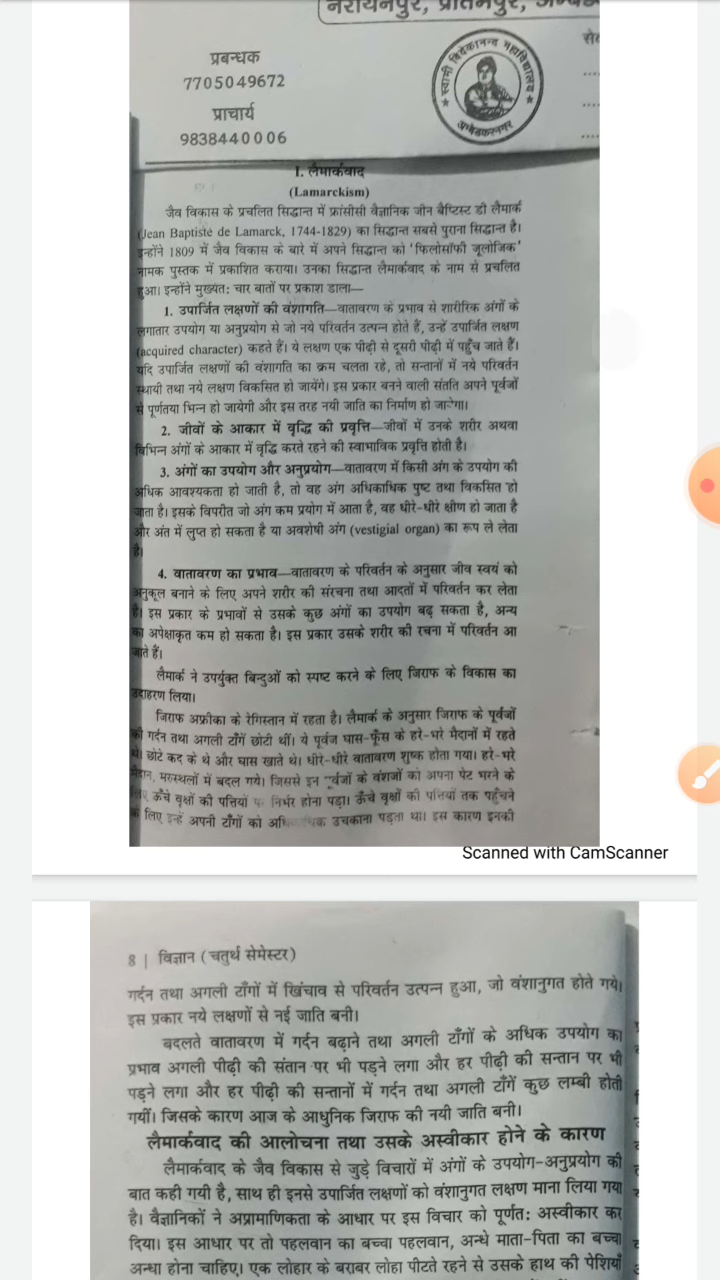 नरायनपुर, प्रतिमपुर,
प्रबन्धक
7705049672
प्राचार्य
9838440006
स्वामी विवेकानन्द महाविद्यालय
अम्बेडकरनगर
I. लैमार्कवाद
(Lamarckism)
जैव विकास के प्रचलित सिद्धान्त में फ्रांसीसी वैज्ञानिक जीन बैप्टिस्ट डी लैमार्क
(Jean Baptiste de Lamarck, 1744-1829) का सिद्धान्त सबसे पुराना सिद्धान्त है।
इन्होंने 1809 में जैव विकास के बारे में अपने सिद्धान्त को 'फिलोसॉफी जूलोजिक'
नामक पुस्तक में प्रकाशित कराया। उनका सिद्धान्त लैमार्कवाद के नाम से प्रचलित
हुआ। इन्होंने मुख्यतः चार बातों पर प्रकाश डाला—
1. उपार्जित लक्षणों की वंशागति—वातावरण के प्रभाव से शारीरिक अंगों के
लगातार उपयोग या अनुप्रयोग से जो नये परिवर्तन उत्पन्न होते हैं, उन्हें उपार्जित लक्षण
(acquired character) कहते हैं। ये लक्षण एक पीढ़ी से दूसरी पीढ़ी में पहुँच जाते हैं।
यदि उपार्जित लक्षणों की वंशागति का क्रम चलता रहे, तो सन्तानों में नये परिवर्तन
स्थायी तथा नये लक्षण विकसित हो जायेंगे। इस प्रकार बनने वाली संतति अपने पूर्वजों
से पूर्णतया भिन्न हो जायेगी और इस तरह नयी जाति का निर्माण हो जायेगा।
2. जीवों के आकार में वृद्धि की प्रवृत्ति—जीवों में उनके शरीर अथवा
विभिन्न अंगों के आकार में वृद्धि करते रहने की स्वाभाविक प्रवृत्ति होती है।
3. अंगों का उपयोग और अनुप्रयोग—वातावरण में किसी अंग के उपयोग की
अधिक आवश्यकता हो जाती है, तो वह अंग अधिकाधिक पुष्ट तथा विकसित हो
जाता है। इसके विपरीत जो अंग कम प्रयोग में आता है, वह धीरे-धीरे क्षीण हो जाता है
और अंत में लुप्त हो सकता है या अवशेषी अंग (vestigial organ) का रूप ले लेता
है।
4. वातावरण का प्रभाव—वातावरण के परिवर्तन के अनुसार जीव स्वयं को
अनुकूल बनाने के लिए अपने शरीर की संरचना तथा आदतों में परिवर्तन कर लेता
है। इस प्रकार के प्रभावों से उसके कुछ अंगों का उपयोग बढ़ सकता है, अन्य
का अपेक्षाकृत कम हो सकता है। इस प्रकार उसके शरीर की रचना में परिवर्तन आ
जाते हैं।
लैमार्क ने उपर्युक्त बिन्दुओं को स्पष्ट करने के लिए जिराफ के विकास का
उदाहरण लिया।
जिराफ अफ्रीका के रेगिस्तान में रहता है। लैमार्क के अनुसार जिराफ के पूर्वजों
की गर्दन तथा अगली टाँगें छोटी थीं। ये पूर्वज घास-फूँस के हरे-भरे मैदानों में रहते
थे। छोटे कद के थे और घास खाते थे। धीरे-धीरे वातावरण शुष्क होता गया। हरे-भरे
मैदान, मरुस्थलों में बदल गये। जिससे इन पूर्वजों के वंशजों को अपना पेट भरने के
लिए ऊँचे वृक्षों की पत्तियों पर निर्भर होना पड़ा। ऊँचे वृक्षों की पत्तियों तक पहुँचने
के लिए इन्हें अपनी टाँगों को अधिकाधिक उचकाना पड़ता था। इस कारण इनकी
Scanned with CamScanner
8 | विज्ञान (चतुर्थ सेमेस्टर)
गर्दन तथा अगली टाँगों में खिंचाव से परिवर्तन उत्पन्न हुआ, जो वंशानुगत होते गये।
इस प्रकार नये लक्षणों से नई जाति बनी।
बदलते वातावरण में गर्दन बढ़ाने तथा अगली टाँगों के अधिक उपयोग का
प्रभाव अगली पीढ़ी की संतान पर भी पड़ने लगा और हर पीढ़ी की सन्तान पर भी
पड़ने लगा और हर पीढ़ी की सन्तानों में गर्दन तथा अगली टाँगें कुछ लम्बी होती
गयीं। जिसके कारण आज के आधुनिक जिराफ की नयी जाति बनी।
लैमार्कवाद की आलोचना तथा उसके अस्वीकार होने के कारण
लैमार्कवाद के जैव विकास से जुड़े विचारों में अंगों के उपयोग-अनुप्रयोग की
बात कही गयी है, साथ ही इनसे उपार्जित लक्षणों को वंशानुगत लक्षण माना लिया गया
है। वैज्ञानिकों ने अप्रामाणिकता के आधार पर इस विचार को पूर्णतः अस्वीकार कर
दिया। इस आधार पर तो पहलवान का बच्चा पहलवान, अन्धे माता-पिता का बच्चा
अन्धा होना चाहिए। एक लोहार के बराबर लोहा पीटते रहने से उसके हाथ की पेशियाँ